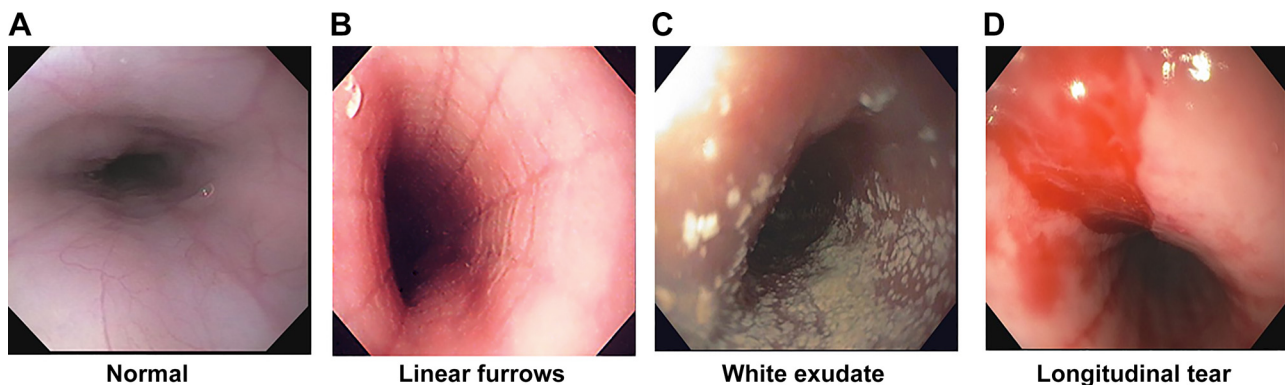 A
B
C
D
Normal
Linear furrows
White exudate
Longitudinal tear